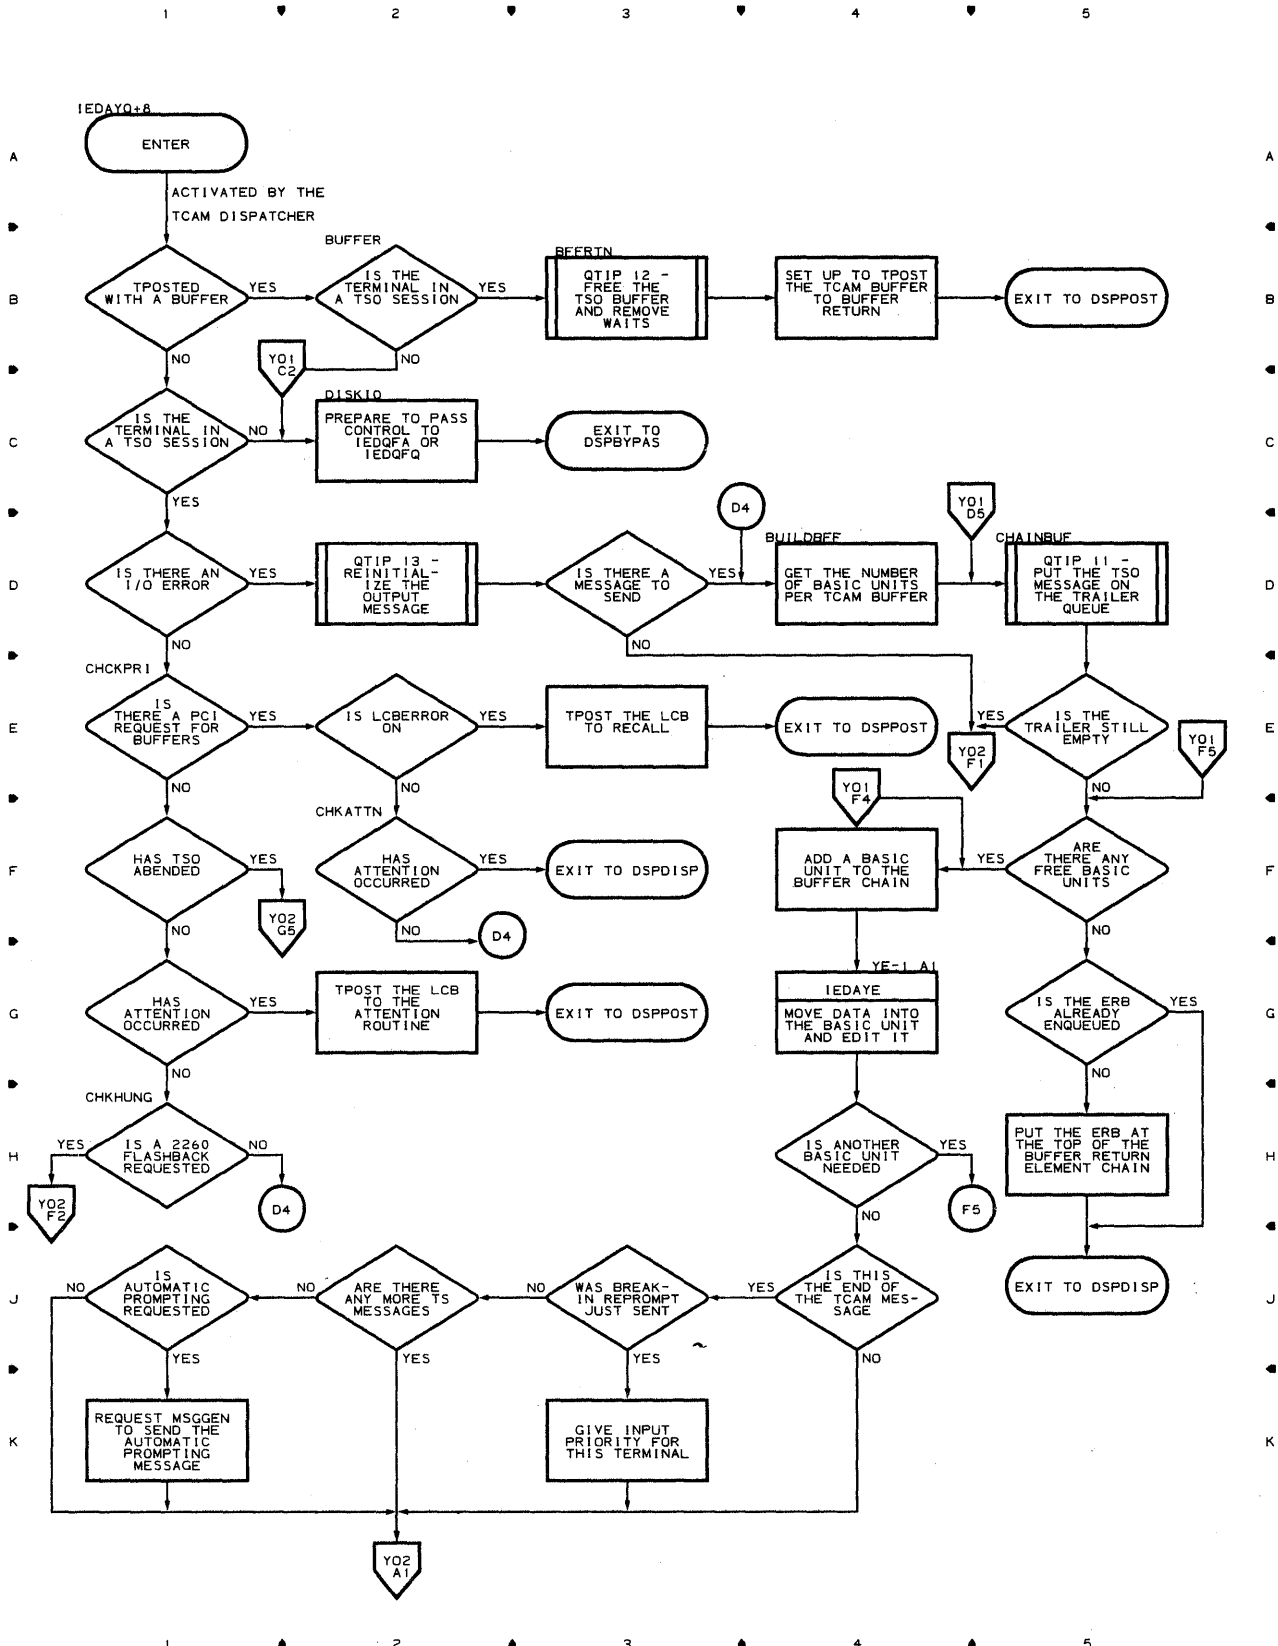 1 2 3 4 5
IEDAYO+8
ENTER
A A
ACTIVATED BY THE
TCAM DISPATCHER
BUFFER
BFFRTN
B
TPOSTED
WITH A BUFFER
YES
IS THE
TERMINAL IN
A TSO SESSION
YES
QTIP 12 -
FREE THE
TSO BUFFER
AND REMOVE
WAITS
SET UP TO TPOST
THE TCAM BUFFER
TO BUFFER
RETURN
EXIT TO DSPPOST
B
NO
YO1
C2
NO
DISKIO
C
IS THE
TERMINAL IN
A TSO SESSION
NO
PREPARE TO PASS
CONTROL TO
IEDQFA OR
IEDQFQ
EXIT TO
DSPBYPAS
C
YES
D4
YO1
D5
BUILDBFF
CHAINBUF
D
IS THERE AN
I/O ERROR
YES
QTIP 13 -
REINITIAL-
IZE THE
OUTPUT
MESSAGE
IS THERE A
MESSAGE TO
SEND
YES
GET THE NUMBER
OF BASIC UNITS
PER TCAM BUFFER
QTIP 11 -
PUT THE TSO
MESSAGE ON
THE TRAILER
QUEUE
D
NO
NO
CHCKPRI
E
IS
THERE A PCI
REQUEST FOR
BUFFERS
YES
IS LCBERROR
ON
YES
TPOST THE LCB
TO RECALL
EXIT TO DSPPOST
YES
YO2
F1
IS THE
TRAILER STILL
EMPTY
YO1
F5
E
NO
NO
NO
CHKATTN
YO1
F4
F
HAS TSO
ABENDED
YES
YO2
G5
HAS
ATTENTION
OCCURRED
YES
EXIT TO DSPDISP
ADD A BASIC
UNIT TO THE
BUFFER CHAIN
YES
ARE
THERE ANY
FREE BASIC
UNITS
F
NO
NO
D4
NO
YE-1 A1
G
HAS
ATTENTION
OCCURRED
YES
TPOST THE LCB
TO THE
ATTENTION
ROUTINE
EXIT TO DSPPOST
IEDAYE
MOVE DATA INTO
THE BASIC UNIT
AND EDIT IT
IS THE ERB
ALREADY
ENQUEUED
YES
G
NO
NO
CHKHUNG
H
YES
IS A 2260
FLASHBACK
REQUESTED
NO
IS ANOTHER
BASIC UNIT
NEEDED
YES
PUT THE ERB AT
THE TOP OF THE
BUFFER RETURN
ELEMENT CHAIN
H
YO2
F2
D4
F5
NO
J
NO
IS
AUTOMATIC
PROMPTING
REQUESTED
NO
ARE THERE
ANY MORE TS
MESSAGES
NO
WAS BREAK-
IN REPROMPT
JUST SENT
YES
IS THIS
THE END OF
THE TCAM MES-
SAGE
EXIT TO DSPDISP
J
YES
YES
YES
NO
K
REQUEST MSGGEN
TO SEND THE
AUTOMATIC
PROMPTING
MESSAGE
GIVE INPUT
PRIORITY FOR
THIS TERMINAL
K
YO2
A1
1 2 3 4 5